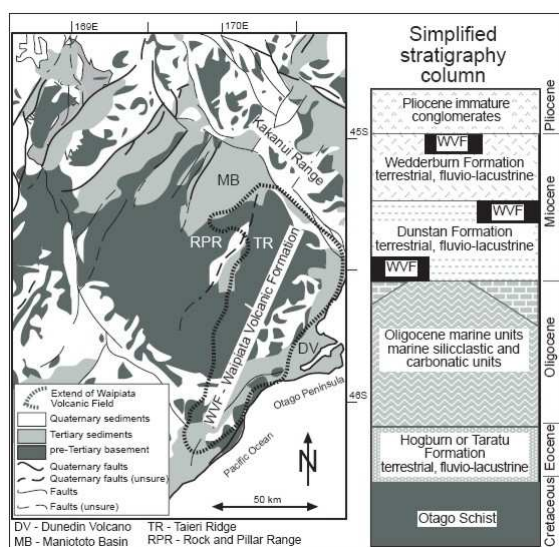 169E
170E
45S
46S
Kakanui Range
MB
RPR
TR
WVF - Waipiata Volcanic Formation
DV
Otago Peninsula
Pacific Ocean
N
50 km
Extend of Waipiata
Volcanic Field
Quaternary sediments
Tertiary sediments
pre-Tertiary basement
Quaternary faults
Quaternary faults (unsure)
Faults
Faults (unsure)
DV - Dunedin Volcano
TR - Taieri Ridge
MB - Maniototo Basin
RPR - Rock and Pillar Range
Simplified
stratigraphy
column
Pliocene immature
conglomerates
WVF
Wedderburn Formation
terrestrial, fluvio-lacustrine
WVF
Dunstan Formation
terrestrial, fluvio-lacustrine
WVF
Oligocene marine units
marine silicclastic and
carbonatic units
Hogburn or Taratu
Formation
terrestrial, fluvio-lacustrine
Otago Schist
Pliocene
Miocene
Oligocene
Eocene
Cretaceous